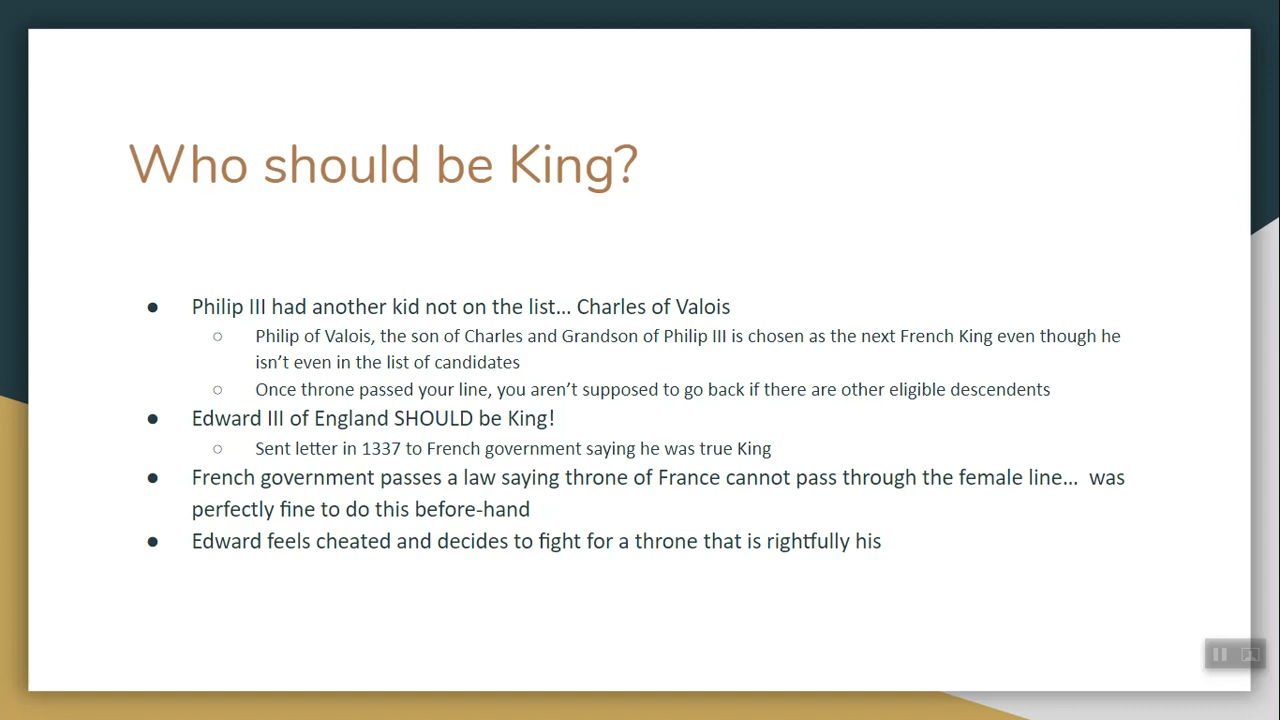 Who should be King?
● Philip III had another kid not on the list... Charles of Valois
○ Philip of Valois, the son of Charles and Grandson of Philip III is chosen as the next French King even though he
isn't even in the list of candidates
○ Once throne passed your line, you aren't supposed to go back if there are other eligible descendents
● Edward III of England SHOULD be King!
○ Sent letter in 1337 to French government saying he was true King
● French government passes a law saying throne of France cannot pass through the female line... was
perfectly fine to do this before-hand
● Edward feels cheated and decides to fight for a throne that is rightfully his